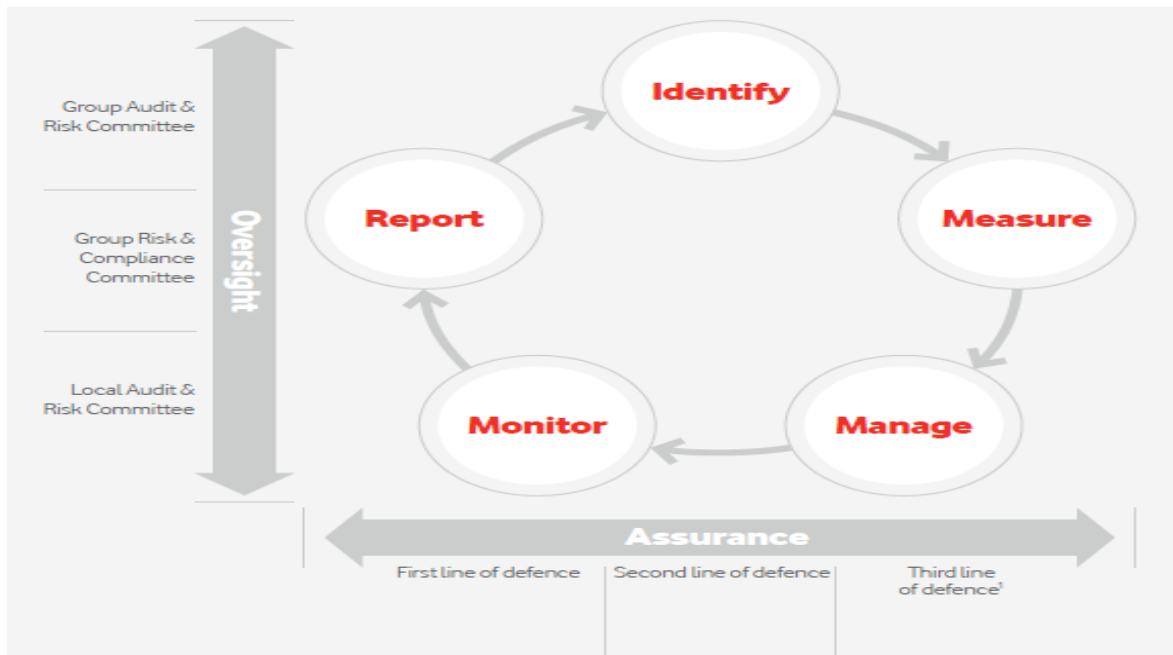 Identify
Group Audit &
Risk Committee
Report
Measure
Oversight
Group Risk &
Compliance
Committee
Local Audit &
Risk Committee
Monitor
Manage
Assurance
First line of defence
Second line of defence
Third line
of defence¹